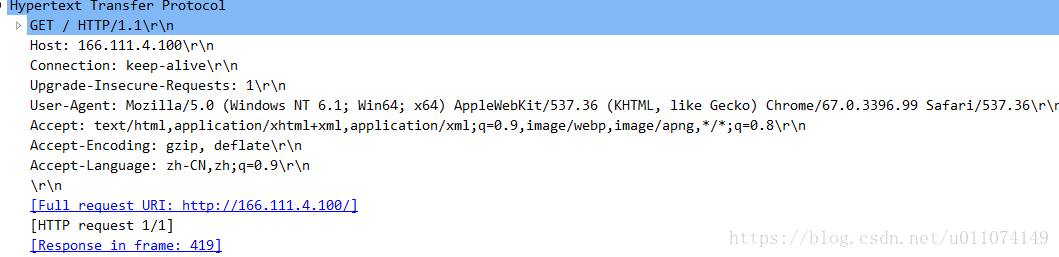 Hypertext Transfer Protocol
GET / HTTP/1.1\r\n
Host: 166.111.4.100\r\n
Connection: keep-alive\r\n
Upgrade-Insecure-Requests: 1\r\n
User-Agent: Mozilla/5.0 (Windows NT 6.1; Win64; x64) AppleWebKit/537.36 (KHTML, like Gecko) Chrome/67.0.3396.99 Safari/537.36\r\n
Accept: text/html,application/xhtml+xml,application/xml;q=0.9,image/webp,image/apng,*/*;q=0.8\r\n
Accept-Encoding: gzip, deflate\r\n
Accept-Language: zh-CN,zh;q=0.9\r\n
\r\n
[Full request URI: http://166.111.4.100/]
[HTTP request 1/1]
[Response in frame: 419]
https://blog.csdn.net/u011074149